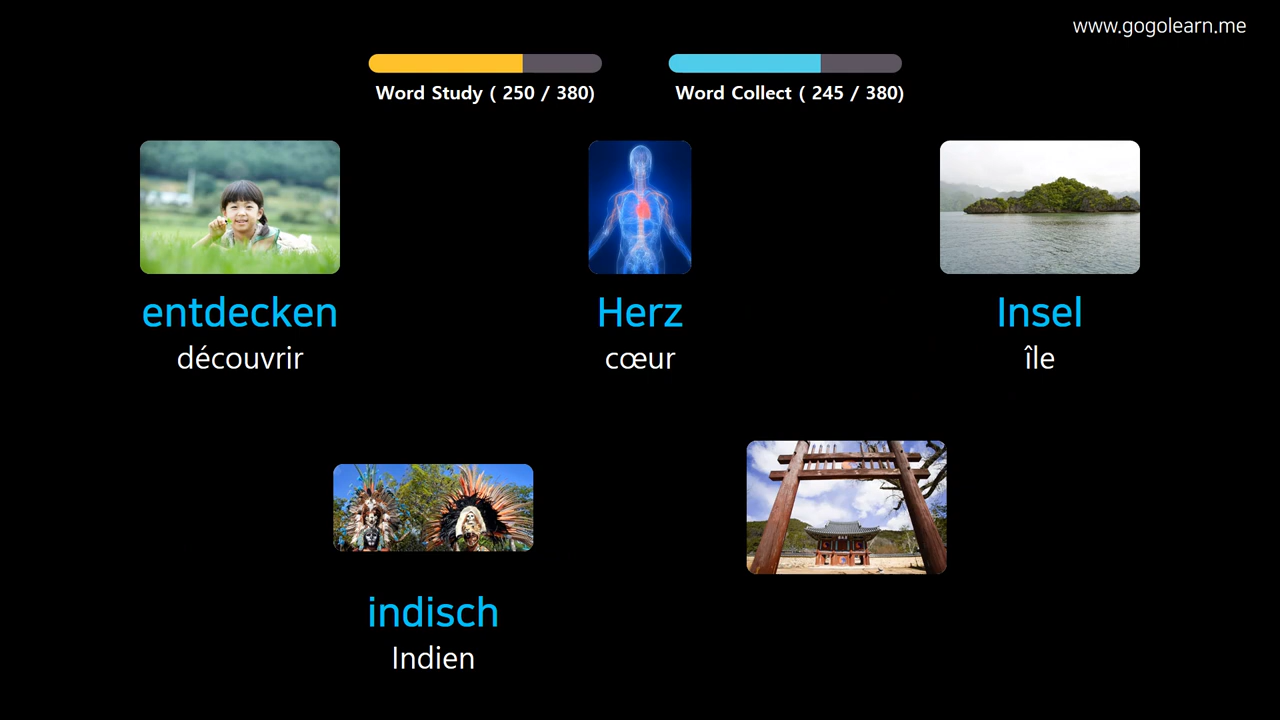 www.gogolearn.me
Word Study ( 250 / 380)
Word Collect ( 245 / 380)
entdecken
découvrir
Herz
cœur
Insel
île
indisch
Indien